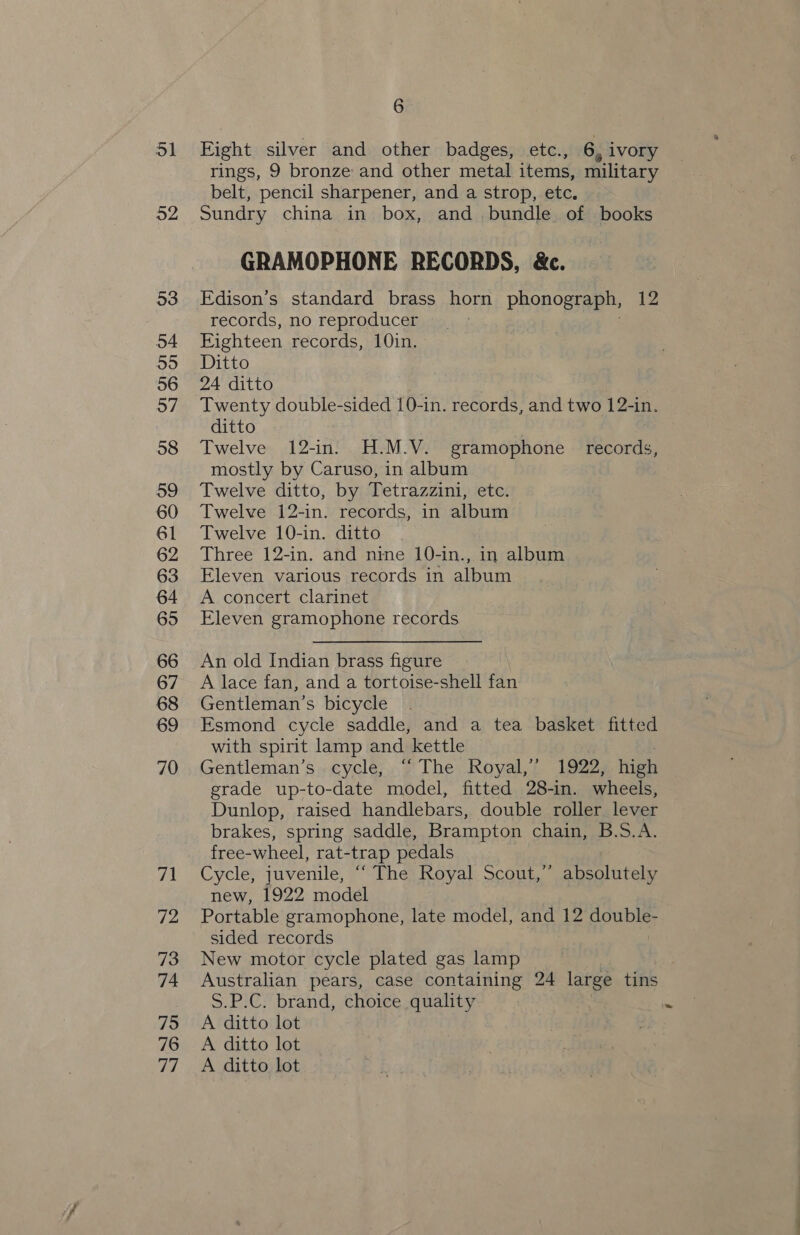 6
51 Eight silver and other badges, etc., 6, ivory
rings, 9 bronze and other metal items, military
belt, pencil sharpener, and a strop, etc.
52 Sundry china in box, and bundle of books
GRAMOPHONE RECORDS, &c.
53 Edison's standard brass horn phonograph, 12
records, no reproducer
54 Eighteen records, 10in.
55 Ditto
56 24 ditto
57 Twenty double-sided 10-in. records, and two 12-in.
ditto
58 Twelve 12-in. H.M.V. gramophone records,
mostly by Caruso, in album
59 Twelve ditto, by Tetrazzini, etc.
60 Twelve 12-in. records, in album
61 Twelve 10-in. ditto
62 Three 12-in. and nine 10-in., in album
63 Eleven various records in album
64 A concert clarinet
65 Eleven gramophone records
66 An old Indian brass figure
67 A lace fan, and a tortoise-shell fan
68 Gentleman's bicycle
69 Esmond cycle saddle, and a tea basket fitted
with spirit lamp and kettle
70 Gentleman's cycle, “ The Royal,” 1922, high
grade up-to-date model, fitted 28-in. wheels,
Dunlop, raised handlebars, double roller lever
brakes, spring saddle, Brampton chain, B.S.A.
free-wheel, rat-trap pedals
71 Cycle, juvenile, “ The Royal Scout,” absolutely
new, 1922 model
72 Portable gramophone, late model, and 12 double-
sided records
73 New motor cycle plated gas lamp
74 Australian pears, case containing 24 large tins
S.P.C. brand, choice quality
75 A ditto lot
76 A ditto lot
77 A ditto lot